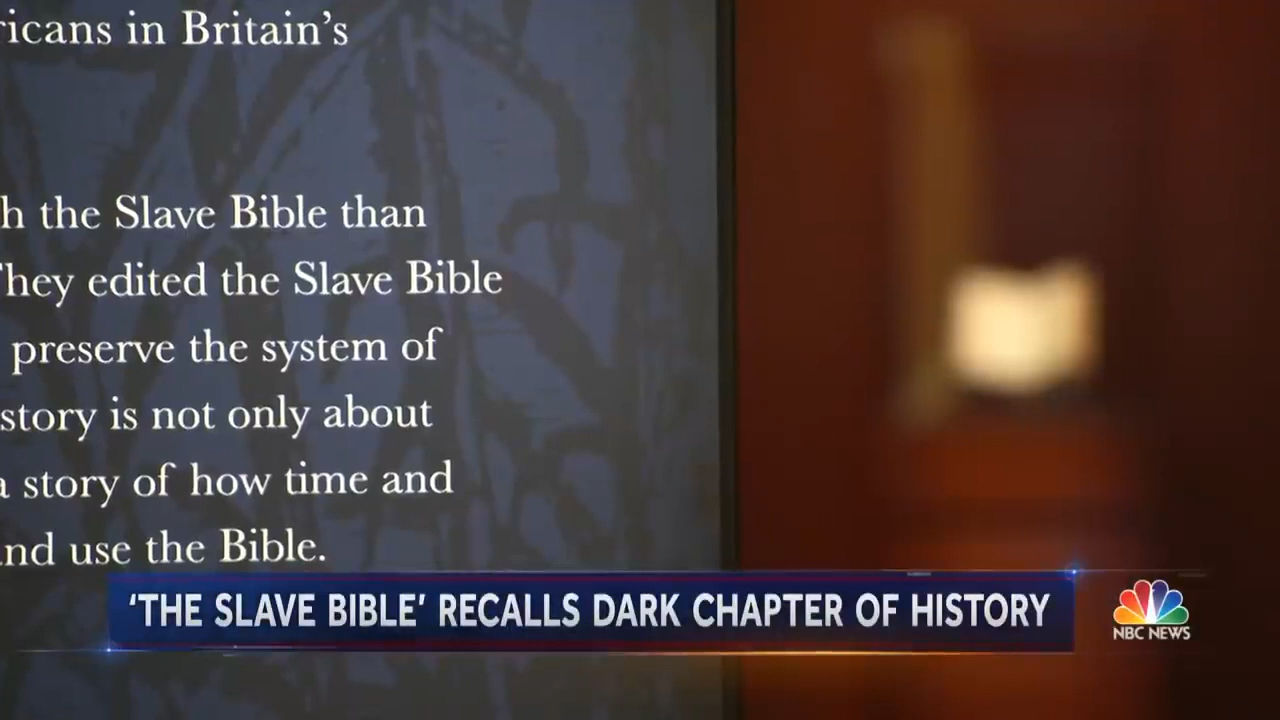 ricans in Britain's
h the Slave Bible than
They edited the Slave Bible
preserve the system of
story is not only about
a story of how time and
and use the Bible.
'THE SLAVE BIBLE' RECALLS DARK CHAPTER OF HISTORY
NBC NEWS